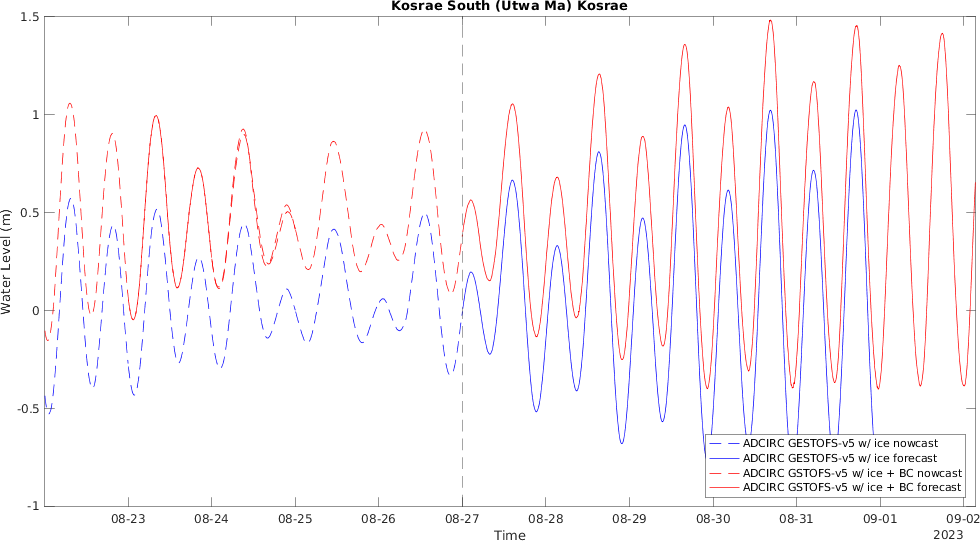 Kosrae South (Utwa Ma) Kosrae
1.5
1
0.5
0
-0.5
-1
Water Level (m)
ADCIRC GESTOFS-v5 w/ ice nowcast
ADCIRC GESTOFS-v5 w/ ice forecast
ADCIRC GSTOFS-v5 w/ ice + BC nowcast
ADCIRC GSTOFS-v5 w/ ice + BC forecast
08-23 08-24 08-25 08-26 08-27 08-28 08-29 08-30 08-31 09-01 09-02
Time
2023